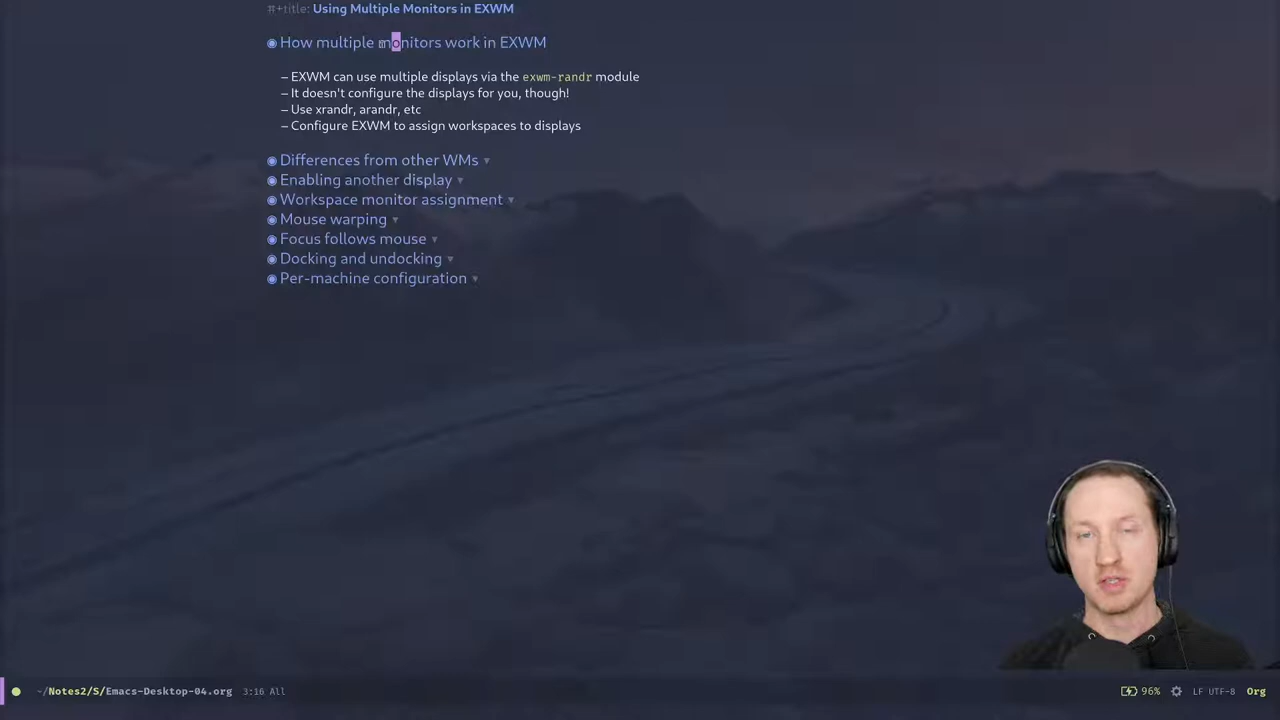 #+title: Using Multiple Monitors in EXWM
◉ How multiple monitors work in EXWM
– EXWM can use multiple displays via the exwm-randr module
– It doesn't configure the displays for you, though!
– Use xrandr, arandr, etc
– Configure EXWM to assign workspaces to displays
◉ Differences from other WMs ▾
◉ Enabling another display ▾
◉ Workspace monitor assignment ▾
◉ Mouse warping ▾
◉ Focus follows mouse ▾
◉ Docking and undocking ▾
◉ Per-machine configuration ▾
~/Notes2/S/Emacs-Desktop-04.org 3:16 All 96% LF UTF-8 Org